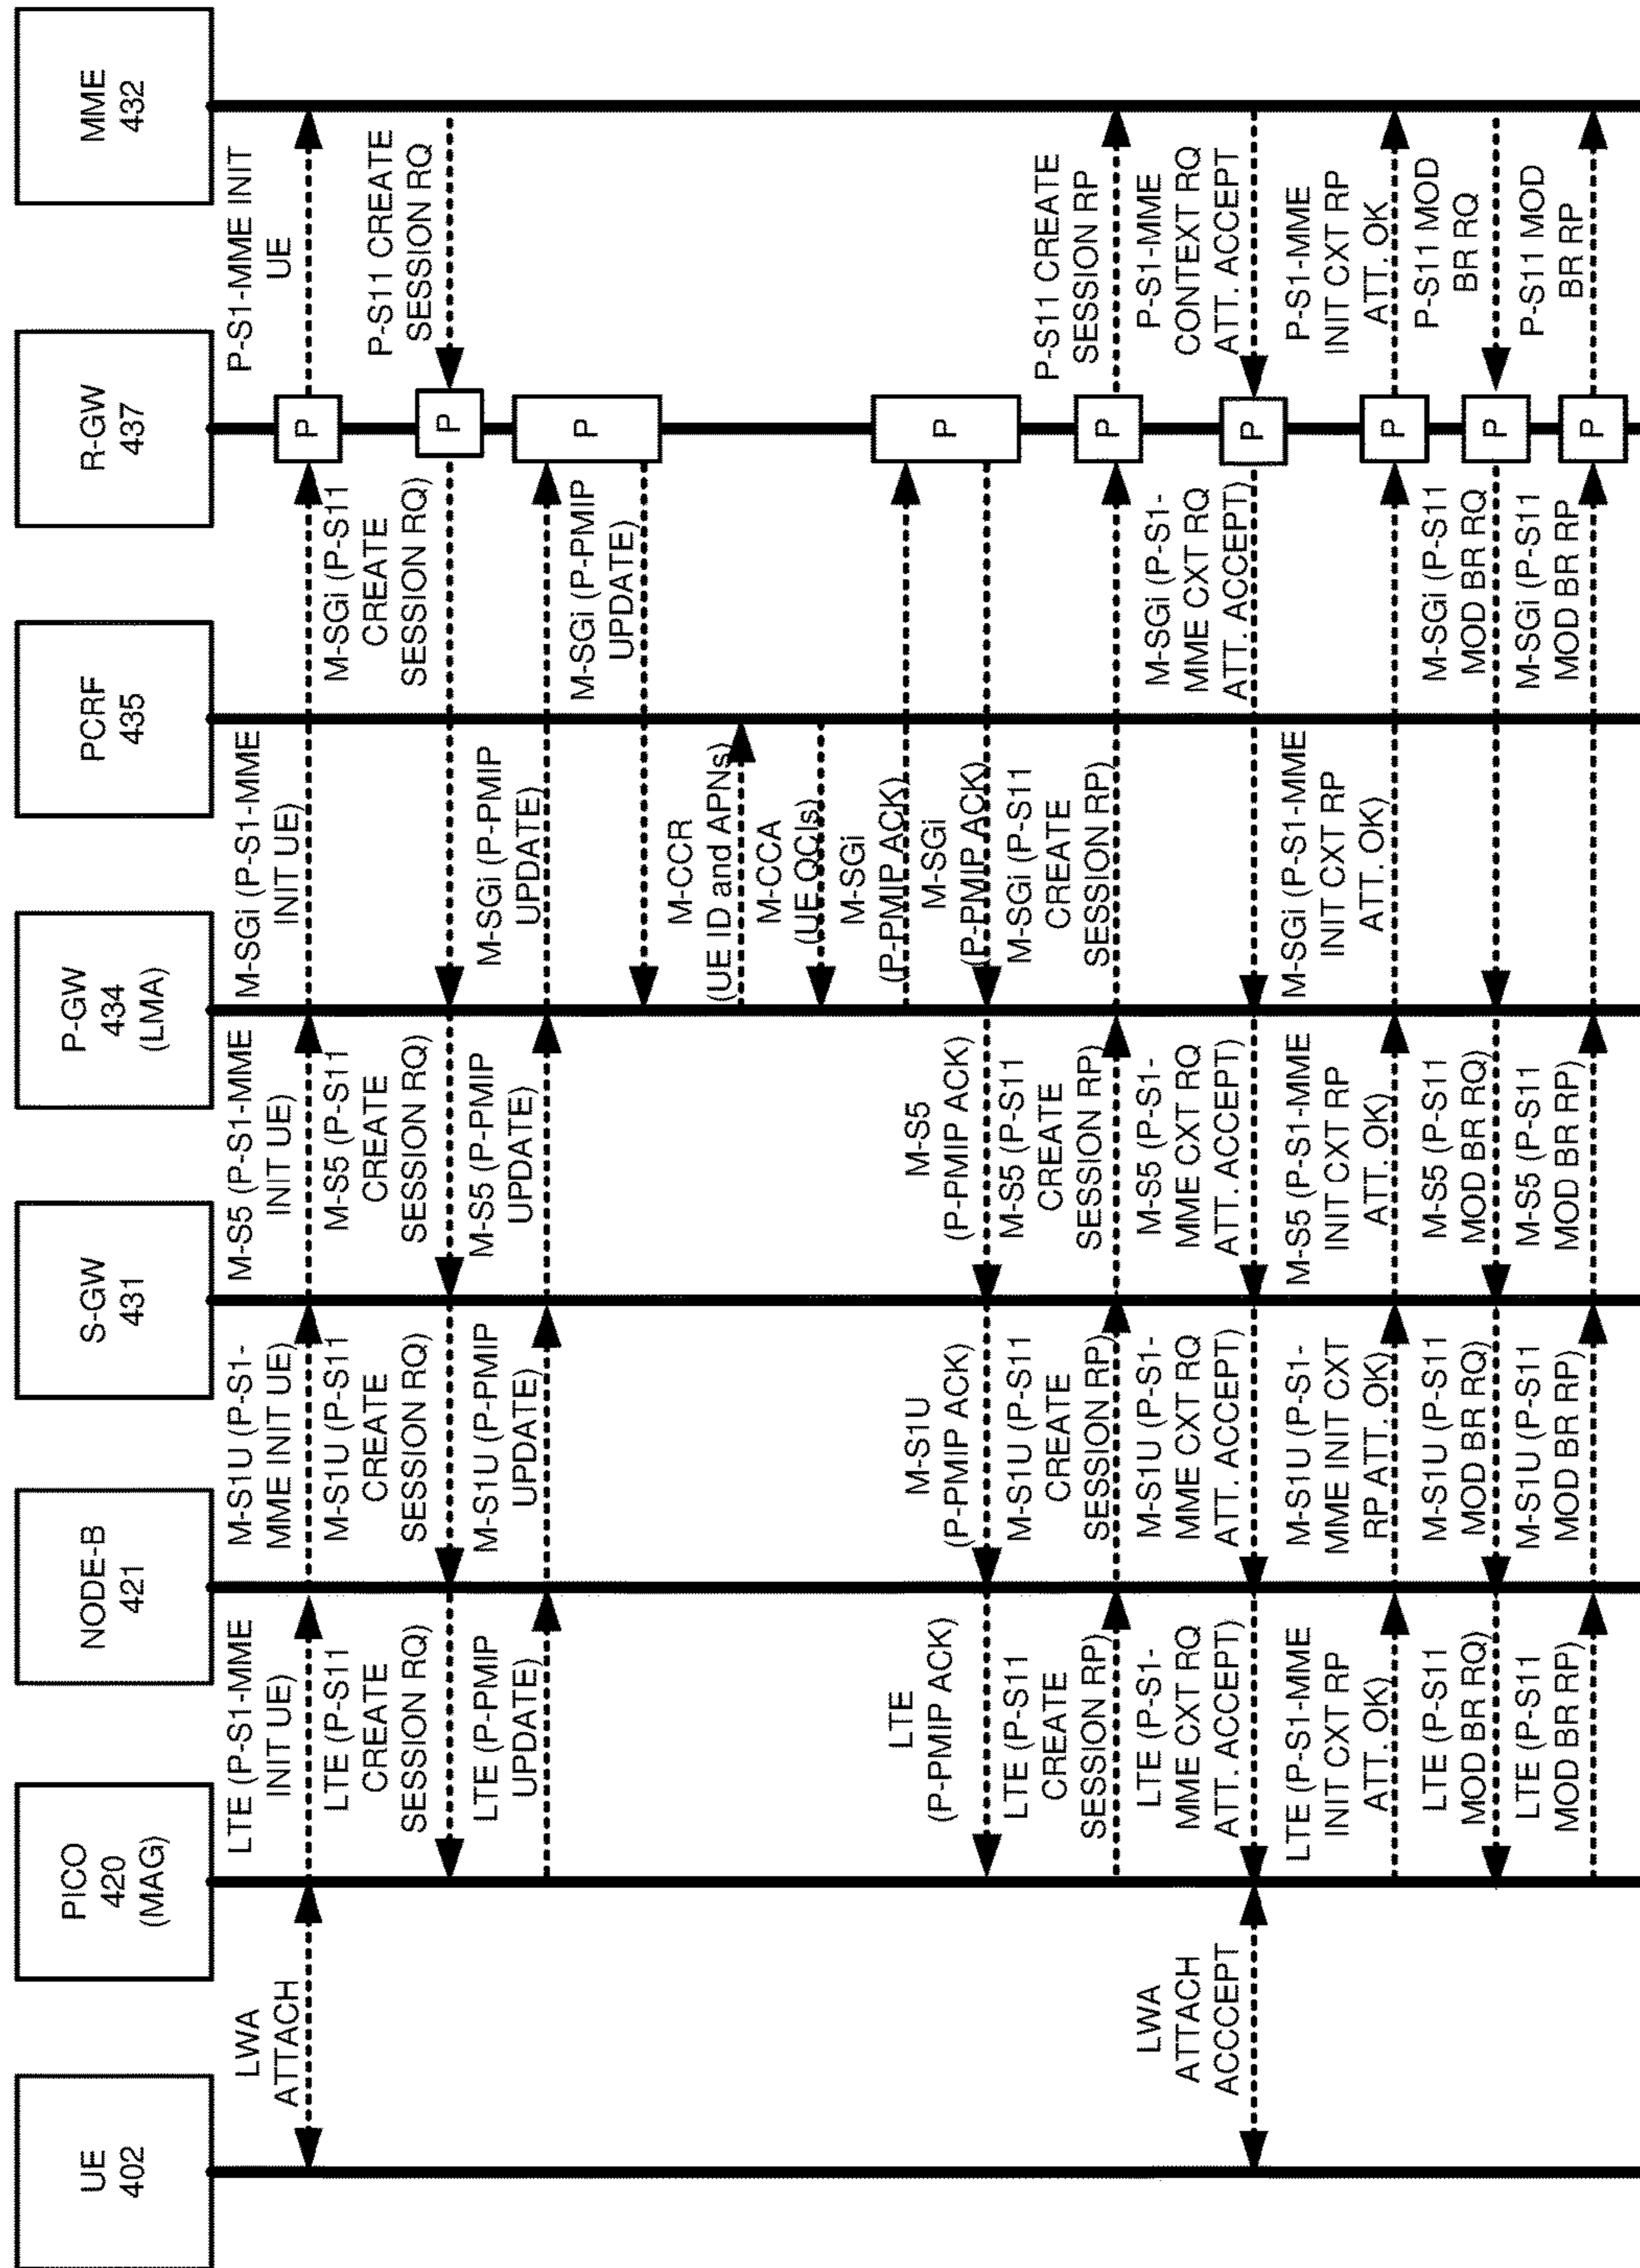 UE
402
PICO
420
(MAG)
NODE-B
421
S-GW
431
P-GW
434
(LMA)
PCRF
435
R-GW
437
MME
432
LWA
ATTACH
LTE (P-S1-MME
INIT UE)
M-S1U (P-S1-
MME INIT UE)
M-S5 (P-S1-MME
INIT UE)
M-SGi (P-S1-MME
INIT UE)
P
P-S1-MME INIT
UE
LTE (P-S11
CREATE
SESSION RQ)
M-S1U (P-S11
CREATE
SESSION RQ)
M-S5 (P-S11
CREATE
SESSION RQ)
M-SGi (P-S11
CREATE
SESSION RQ)
P
P-S11 CREATE
SESSION RQ
LTE (P-PMIP
UPDATE)
M-S1U (P-PMIP
UPDATE)
M-S5 (P-PMIP
UPDATE)
M-SGi (P-PMIP
UPDATE)
M-SGi (P-PMIP
UPDATE)
P
M-CCR
(UE ID and APNs)
M-CCA
(UE QCIs)
M-SGi
(P-PMIP ACK)
P
LTE
(P-PMIP ACK)
M-S1U
(P-PMIP ACK)
M-S5
(P-PMIP ACK)
M-SGi
(P-PMIP ACK)
LTE (P-S11
CREATE
SESSION RP)
M-S1U (P-S11
CREATE
SESSION RP)
M-S5 (P-S11
CREATE
SESSION RP)
M-SGi (P-S11
CREATE
SESSION RP)
P
P-S11 CREATE
SESSION RP
LWA
ATTACH
ACCCEPT
LTE (P-S1-
MME CXT RQ
ATT. ACCEPT)
M-S1U (P-S1-
MME CXT RQ
ATT. ACCEPT)
M-S5 (P-S1-
MME CXT RQ
ATT. ACCEPT)
M-SGi (P-S1-
MME CXT RQ
ATT. ACCEPT)
P
P-S1-MME
CONTEXT RQ
ATT. ACCEPT
LTE (P-S1-MME
INIT CXT RP
ATT. OK)
M-S1U (P-S1-
MME INIT CXT
RP ATT. OK)
M-S5 (P-S1-MME
INIT CXT RP
ATT. OK)
M-SGi (P-S1-MME
INIT CXT RP
ATT. OK)
P
P-S1-MME
INIT CXT RP
ATT. OK
LTE (P-S11
MOD BR RQ)
M-S1U (P-S11
MOD BR RQ)
M-S5 (P-S11
MOD BR RQ)
M-SGi (P-S11
MOD BR RQ
P
P-S11 MOD
BR RQ
LTE (P-S11
MOD BR RP)
M-S1U (P-S11
MOD BR RP)
M-S5 (P-S11
MOD BR RP)
M-SGi (P-S11
MOD BR RP
P
P-S11 MOD
BR RP